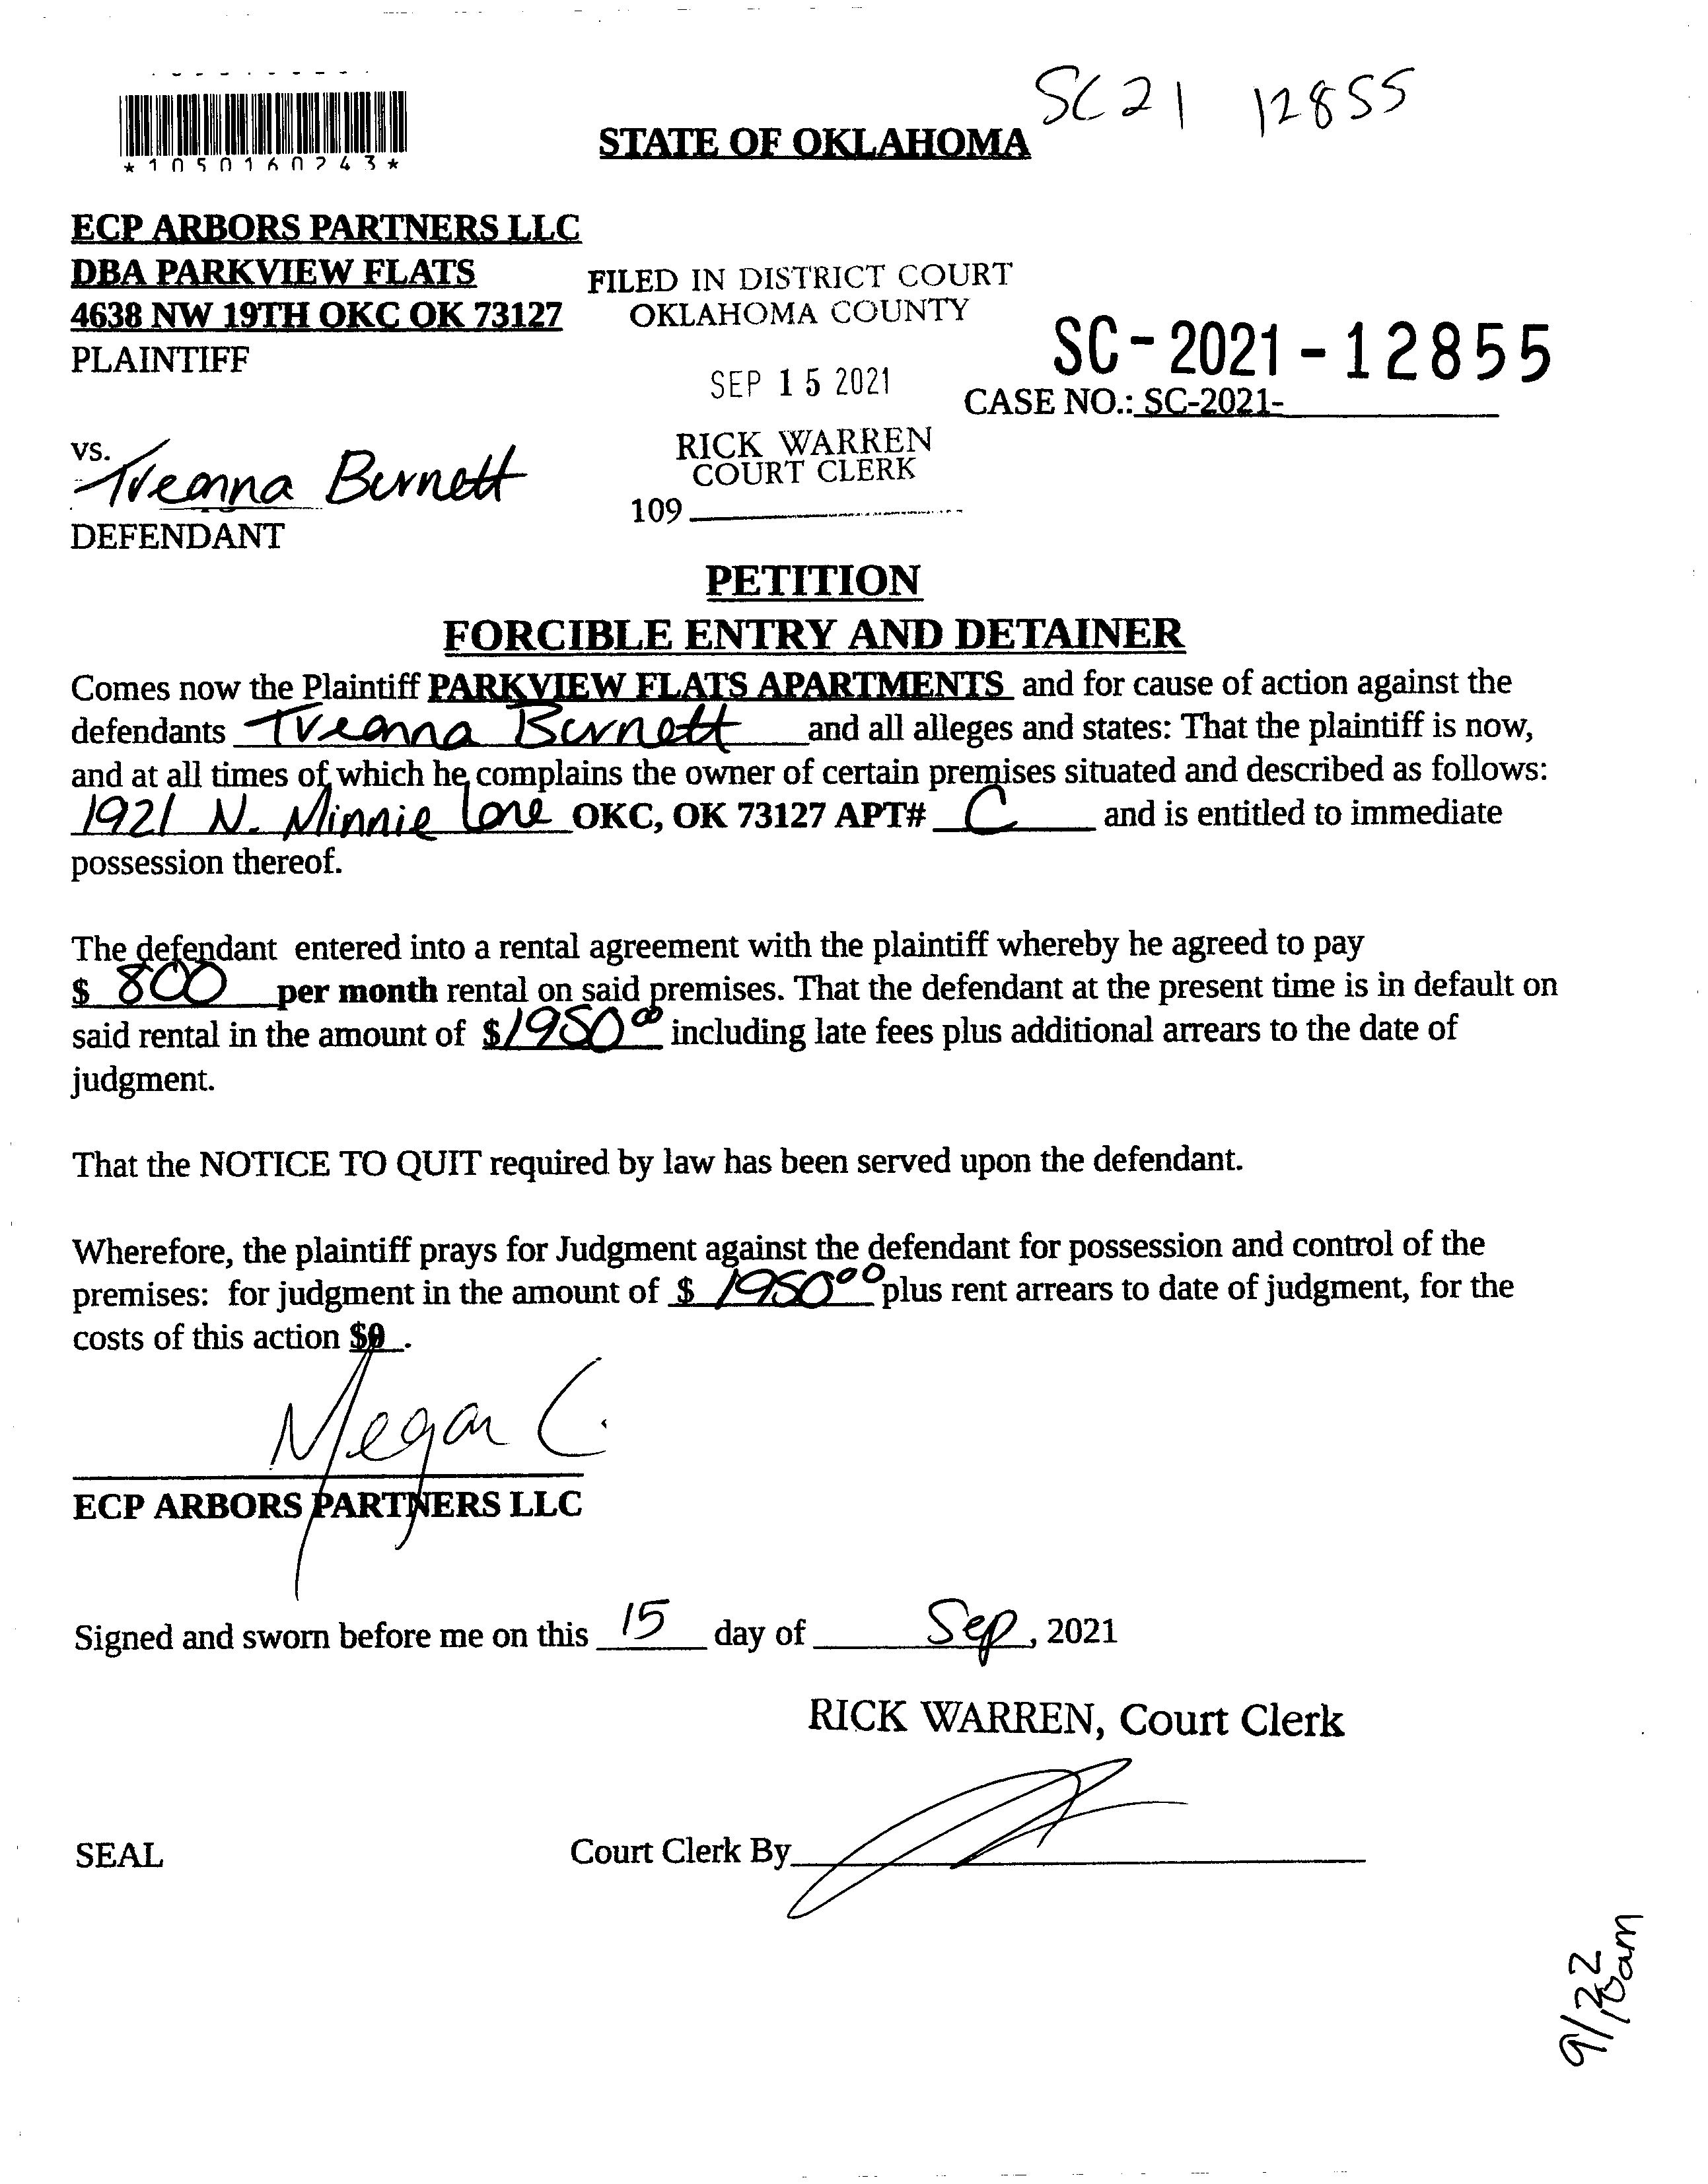 SC21 12855
*1050160243*
STATE OF OKLAHOMA
ECP ARBORS PARTNERS LLC
DBA PARKVIEW FLATS
4638 NW 19TH OKC OK 73127
PLAINTIFF
FILED IN DISTRICT COURT
OKLAHOMA COUNTY
SEP 15 2021
RICK WARREN
COURT CLERK
109
SC-2021-12855
CASE NO.: SC-2021-
vs.
Treanna Burnett
DEFENDANT
PETITION
FORCIBLE ENTRY AND DETAINER
Comes now the Plaintiff PARKVIEW FLATS APARTMENTS and for cause of action against the
defendants Treanna Burnett and all alleges and states: That the plaintiff is now,
and at all times of which he complains the owner of certain premises situated and described as follows:
1921 N. Minnie Lane OKC, OK 73127 APT# C and is entitled to immediate
possession thereof.
The defendant entered into a rental agreement with the plaintiff whereby he agreed to pay
$ 800 per month rental on said premises. That the defendant at the present time is in default on
said rental in the amount of $1950 00 including late fees plus additional arrears to the date of
judgment.
That the NOTICE TO QUIT required by law has been served upon the defendant.
Wherefore, the plaintiff prays for Judgment against the defendant for possession and control of the
premises: for judgment in the amount of $ 1950 00 plus rent arrears to date of judgment, for the
costs of this action $0.
Megan C.
ECP ARBORS PARTNERS LLC
Signed and sworn before me on this 15 day of Sep, 2021
RICK WARREN, Court Clerk
SEAL
Court Clerk By
9/22
10am